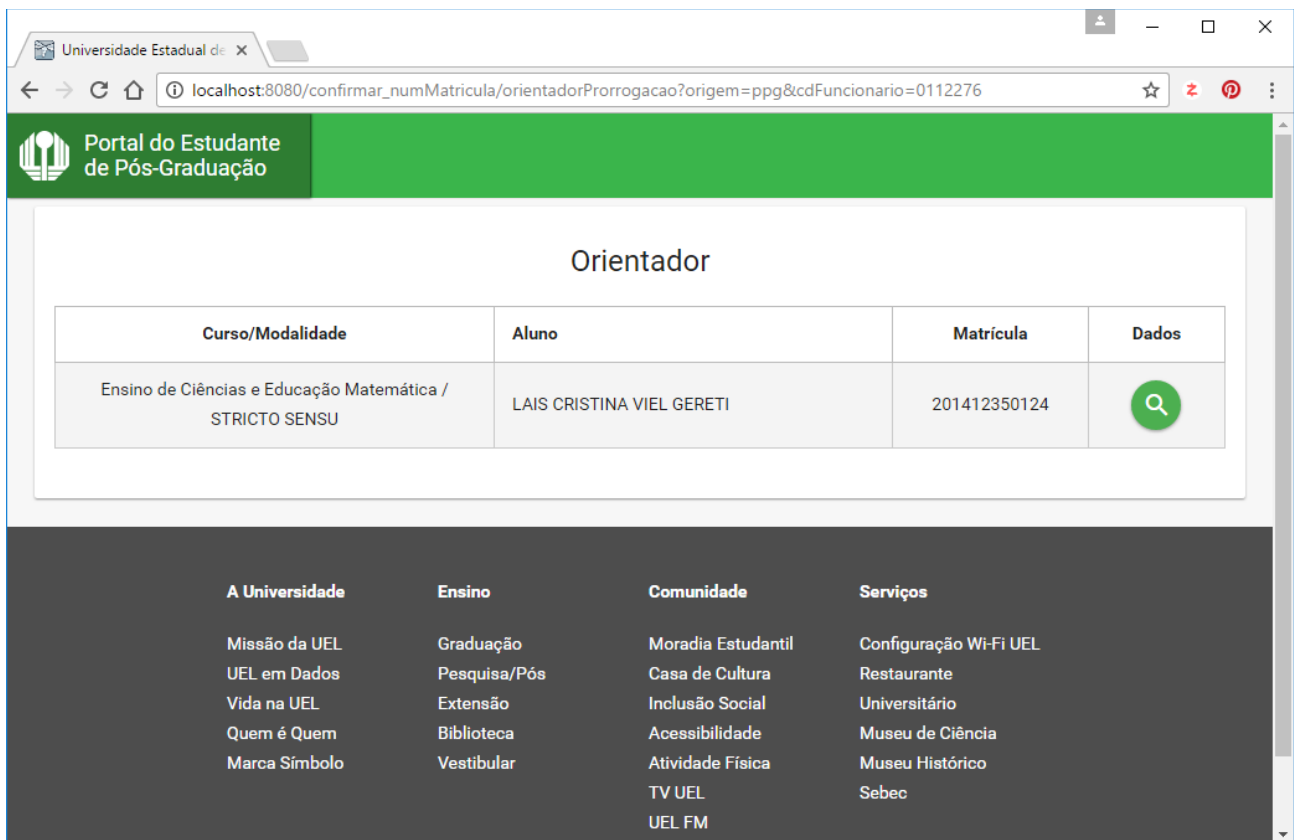 Universidade Estadual de
localhost:8080/confirmar_numMatricula/orientadorProrrogacao?origem=ppg&cdFuncionario=0112276
Portal do Estudante
de Pós-Graduação
Orientador
Curso/Modalidade
Aluno
Matrícula
Dados
Ensino de Ciências e Educação Matemática /
STRICTO SENSU
LAIS CRISTINA VIEL GERETI
201412350124
A Universidade
Missão da UEL
UEL em Dados
Vida na UEL
Quem é Quem
Marca Símbolo
Ensino
Graduação
Pesquisa/Pós
Extensão
Biblioteca
Vestibular
Comunidade
Moradia Estudantil
Casa de Cultura
Inclusão Social
Acessibilidade
Atividade Física
TV UEL
UEL FM
Serviços
Configuração Wi-Fi UEL
Restaurante
Universitário
Museu de Ciência
Museu Histórico
Sebec